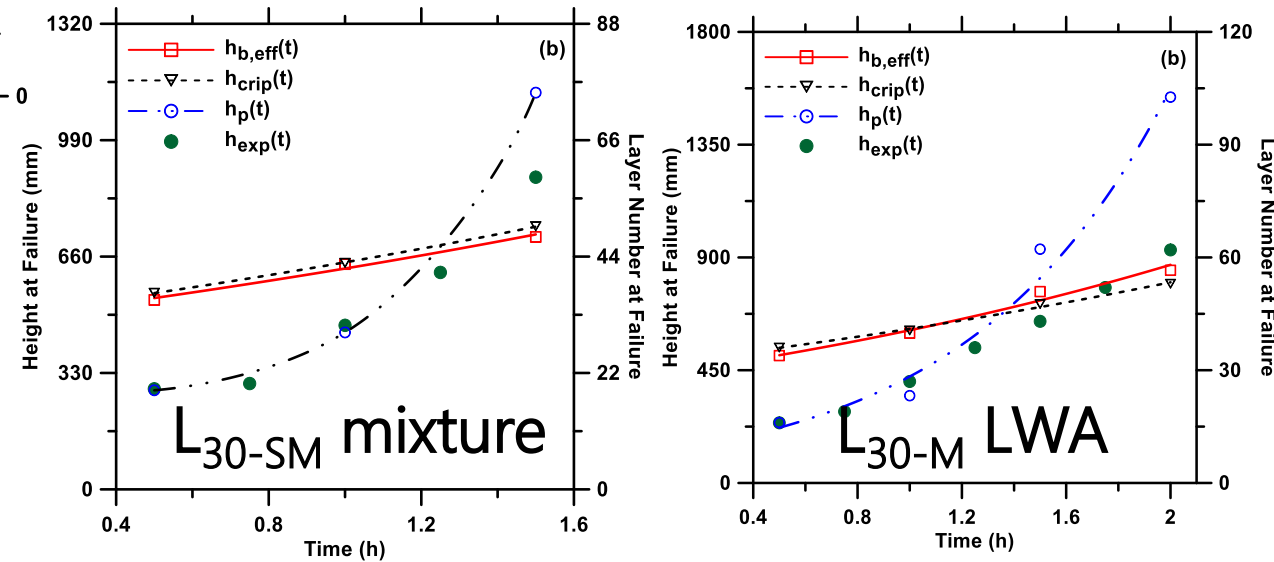 0
Height at Failure (mm)
1320
990
660
330
0
h_b,eff(t)
h_crip(t)
h_p(t)
h_exp(t)
(b)
88
66
44
22
0
Layer Number at Failure
L30-SM mixture
0.4 0.8 1.2 1.6
Time (h)
Height at Failure (mm)
1800
1350
900
450
0
h_b,eff(t)
h_crip(t)
h_p(t)
h_exp(t)
(b)
120
90
60
30
0
Layer Number at Failure
L30-M LWA
0.4 0.8 1.2 1.6 2
Time (h)